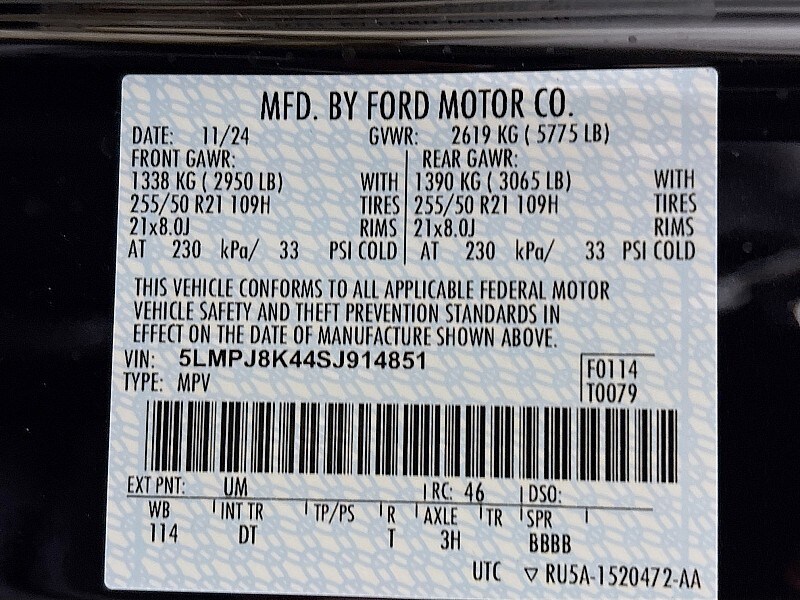 MFD. BY FORD MOTOR CO.
DATE: 11/24 GVWR: 2619 KG ( 5775 LB)
FRONT GAWR: REAR GAWR:
1338 KG ( 2950 LB) WITH 1390 KG ( 3065 LB) WITH
255/50 R21 109H TIRES 255/50 R21 109H TIRES
21x8.0J RIMS 21x8.0J RIMS
AT 230 kPa/ 33 PSI COLD AT 230 kPa/ 33 PSI COLD
THIS VEHICLE CONFORMS TO ALL APPLICABLE FEDERAL MOTOR
VEHICLE SAFETY AND THEFT PREVENTION STANDARDS IN
EFFECT ON THE DATE OF MANUFACTURE SHOWN ABOVE.
VIN: 5LMPJ8K44SJ914851
TYPE: MPV
F0114
T0079
EXT PNT: UM RC: 46 DSO:
WB INT TR TP/PS R AXLE TR SPR
114 DT T 3H BBBB
UTC ▽ RU5A-1520472-AA